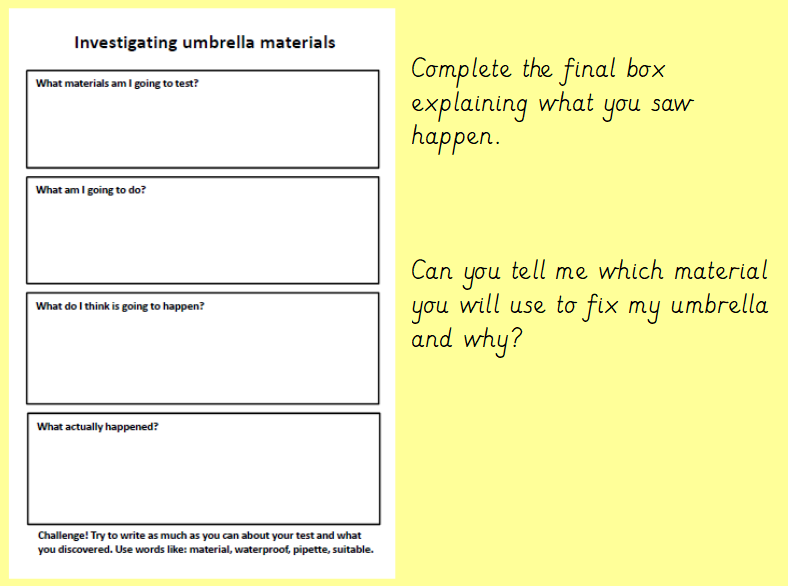 Investigating umbrella materials
What materials am I going to test?
What am I going to do?
What do I think is going to happen?
What actually happened?
Challenge! Try to write as much as you can about your test and what
you discovered. Use words like: material, waterproof, pipette, suitable.
Complete the final box
explaining what you saw
happen.
Can you tell me which material
you will use to fix my umbrella
and why?